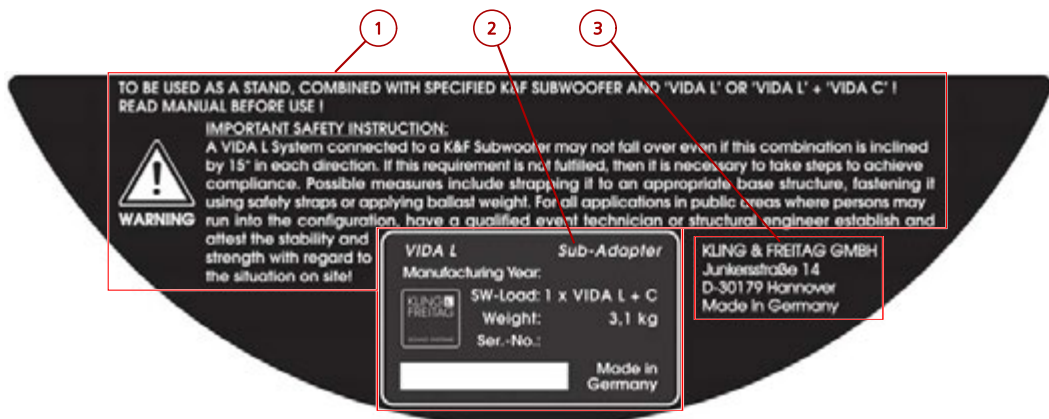 1 2 3
TO BE USED AS A STAND, COMBINED WITH SPECIFIED K&F SUBWOOFER AND 'VIDA L' OR 'VIDA L' + 'VIDA C' !
READ MANUAL BEFORE USE !
IMPORTANT SAFETY INSTRUCTION:
A VIDA L System connected to a K&F Subwoofer may not fall over even if this combination is inclined
by 15° in each direction. If this requirement is not fulfilled, then it is necessary to take steps to achieve
compliance. Possible measures include strapping it to an appropriate base structure, fastening it
using safety straps or applying ballast weight. For all applications in public areas where persons may
run into the configuration, have a qualified event technician or structural engineer establish and
attest the stability and
strength with regard to
the situation on site!
WARNING
VIDA L Sub-Adapter
Manufacturing Year:
SW-Load: 1 x VIDA L + C
Weight: 3,1 kg
Ser.-No.:
KLING &
FREITAG
Made in
Germany
KLING & FREITAG GMBH
Junkersstraße 14
D-30179 Hannover
Made in Germany